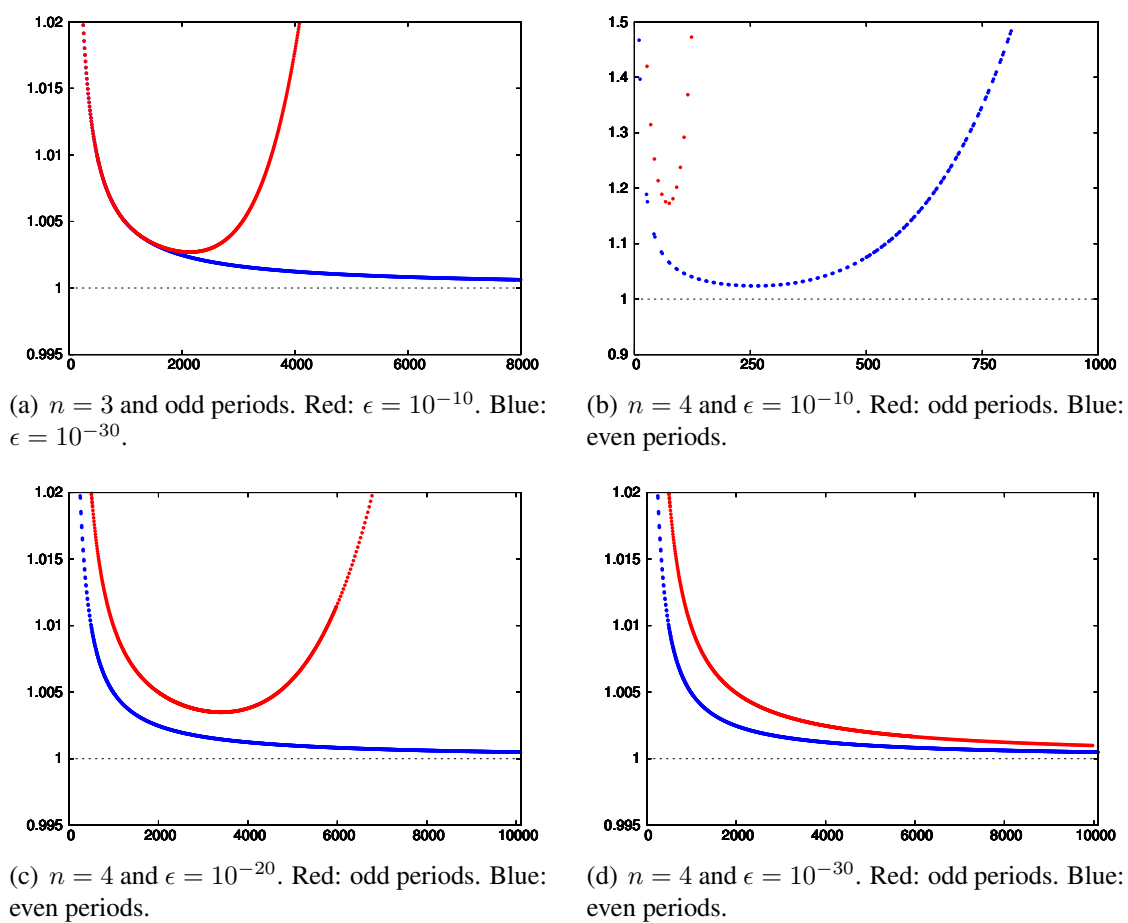 1.02
1.015
1.01
1.005
1
0.995
0 2000 4000 6000 8000
(a) n = 3 and odd periods. Red: ϵ = 10⁻¹⁰. Blue:
ϵ = 10⁻³⁰.
1.5
1.4
1.3
1.2
1.1
1
0.9
0 250 500 750 1000
(b) n = 4 and ϵ = 10⁻¹⁰. Red: odd periods. Blue:
even periods.
1.02
1.015
1.01
1.005
1
0.995
0 2000 4000 6000 8000 10000
(c) n = 4 and ϵ = 10⁻²⁰. Red: odd periods. Blue:
even periods.
1.02
1.015
1.01
1.005
1
0.995
0 2000 4000 6000 8000 10000
(d) n = 4 and ϵ = 10⁻³⁰. Red: odd periods. Blue:
even periods.